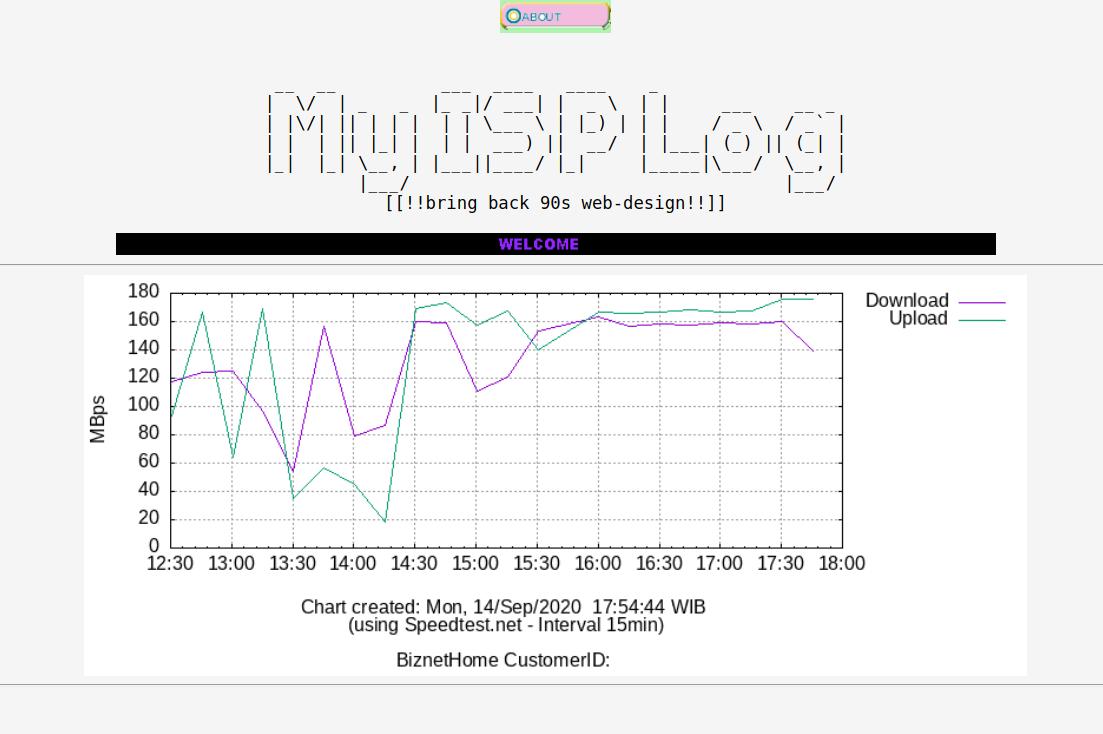 ABOUT
My ISP Log
[[!!bring back 90s web-design!!]]
WELCOME
180
160
140
120
100
80
60
40
20
0
MBps
12:30 13:00 13:30 14:00 14:30 15:00 15:30 16:00 16:30 17:00 17:30 18:00
Download
Upload
Chart created: Mon, 14/Sep/2020 17:54:44 WIB
(using Speedtest.net - Interval 15min)
BiznetHome CustomerID: